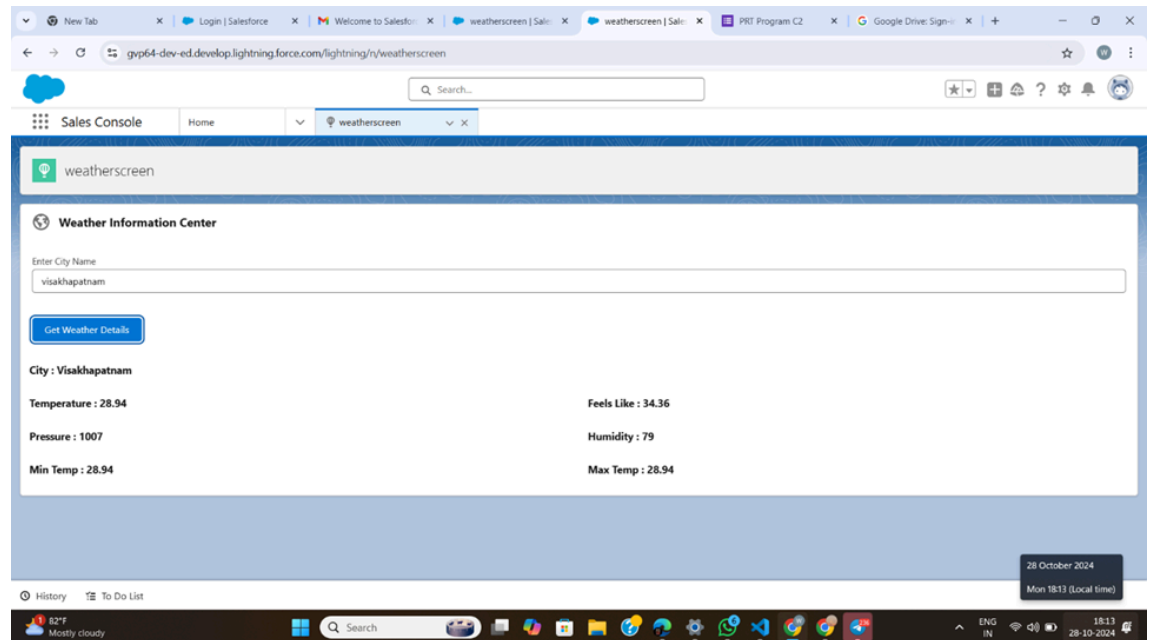 New Tab
Login | Salesforce
Welcome to Salesfor
weatherscreen | Sale
weatherscreen | Sale
PRT Program C2
Google Drive: Sign-i
gvp64-dev-ed.develop.lightning.force.com/lightning/n/weatherscreen
W
Search...
Sales Console
Home
weatherscreen
weatherscreen
Weather Information Center
Enter City Name
visakhapatnam
Get Weather Details
City : Visakhapatnam
Temperature : 28.94
Feels Like : 34.36
Pressure : 1007
Humidity : 79
Min Temp : 28.94
Max Temp : 28.94
28 October 2024
Mon 18:13 (Local time)
History
To Do List
1
82°F
Mostly cloudy
Search
ENG
IN
18:13
28-10-2024